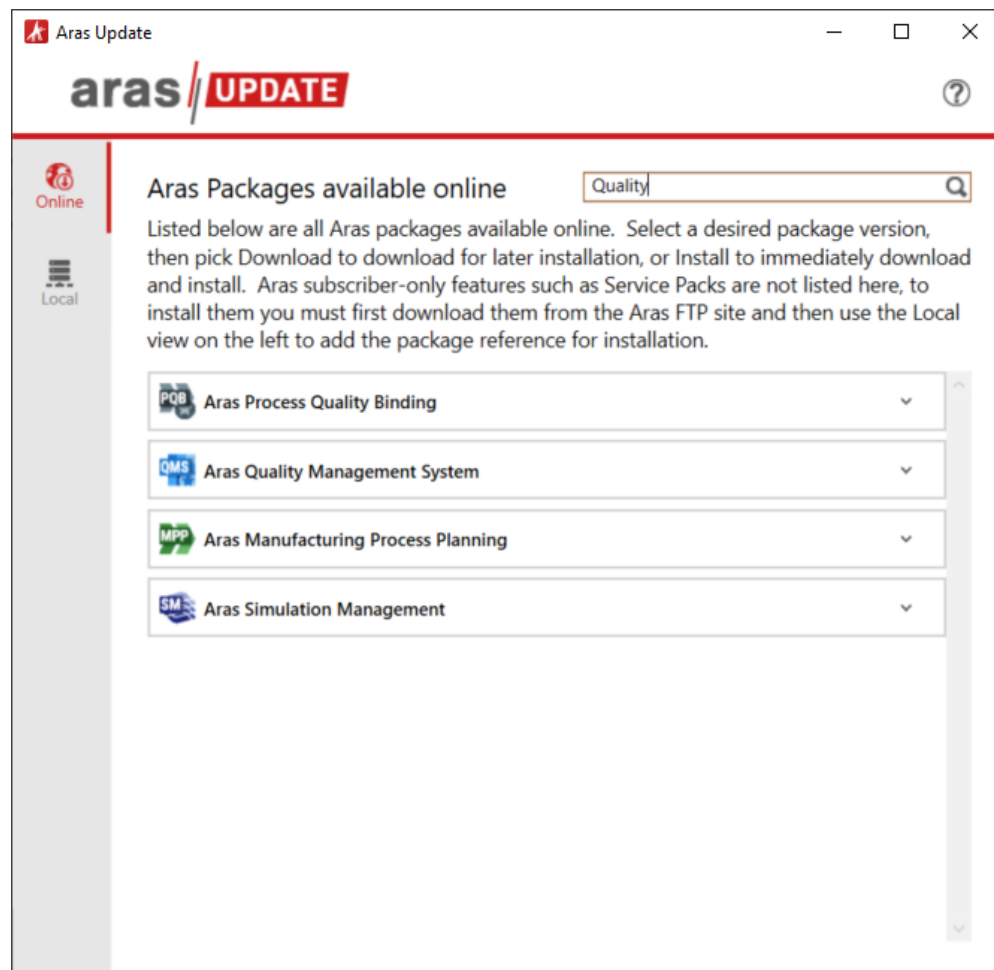 Aras Update
aras UPDATE
?
Online
Local
Aras Packages available online
Quality
Listed below are all Aras packages available online.  Select a desired package version,
then pick Download to download for later installation, or Install to immediately download
and install.  Aras subscriber-only features such as Service Packs are not listed here, to
install them you must first download them from the Aras FTP site and then use the Local
view on the left to add the package reference for installation.
PQB Aras Process Quality Binding
QMS Aras Quality Management System
MPP Aras Manufacturing Process Planning
SM Aras Simulation Management